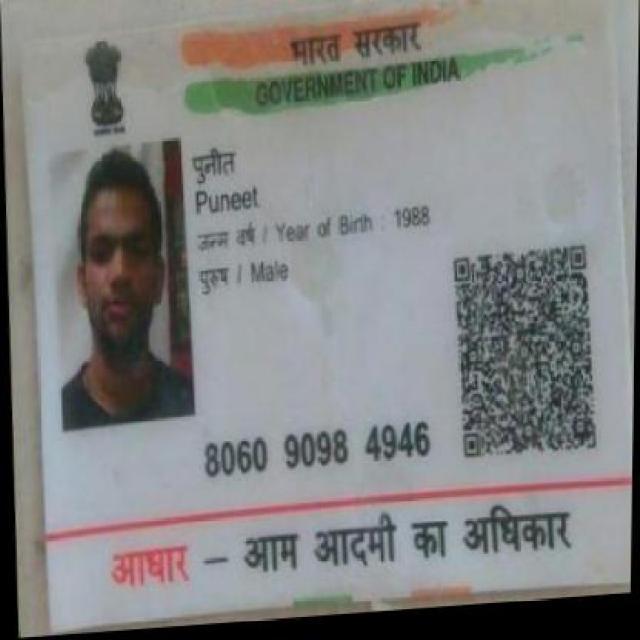 भारत सरकार
GOVERNMENT OF INDIA
पुनीत
Puneet
जन्म वर्ष / Year of Birth : 1988
पुरुष / Male
8060 9098 4946
आधार – आम आदमी का अधिकार